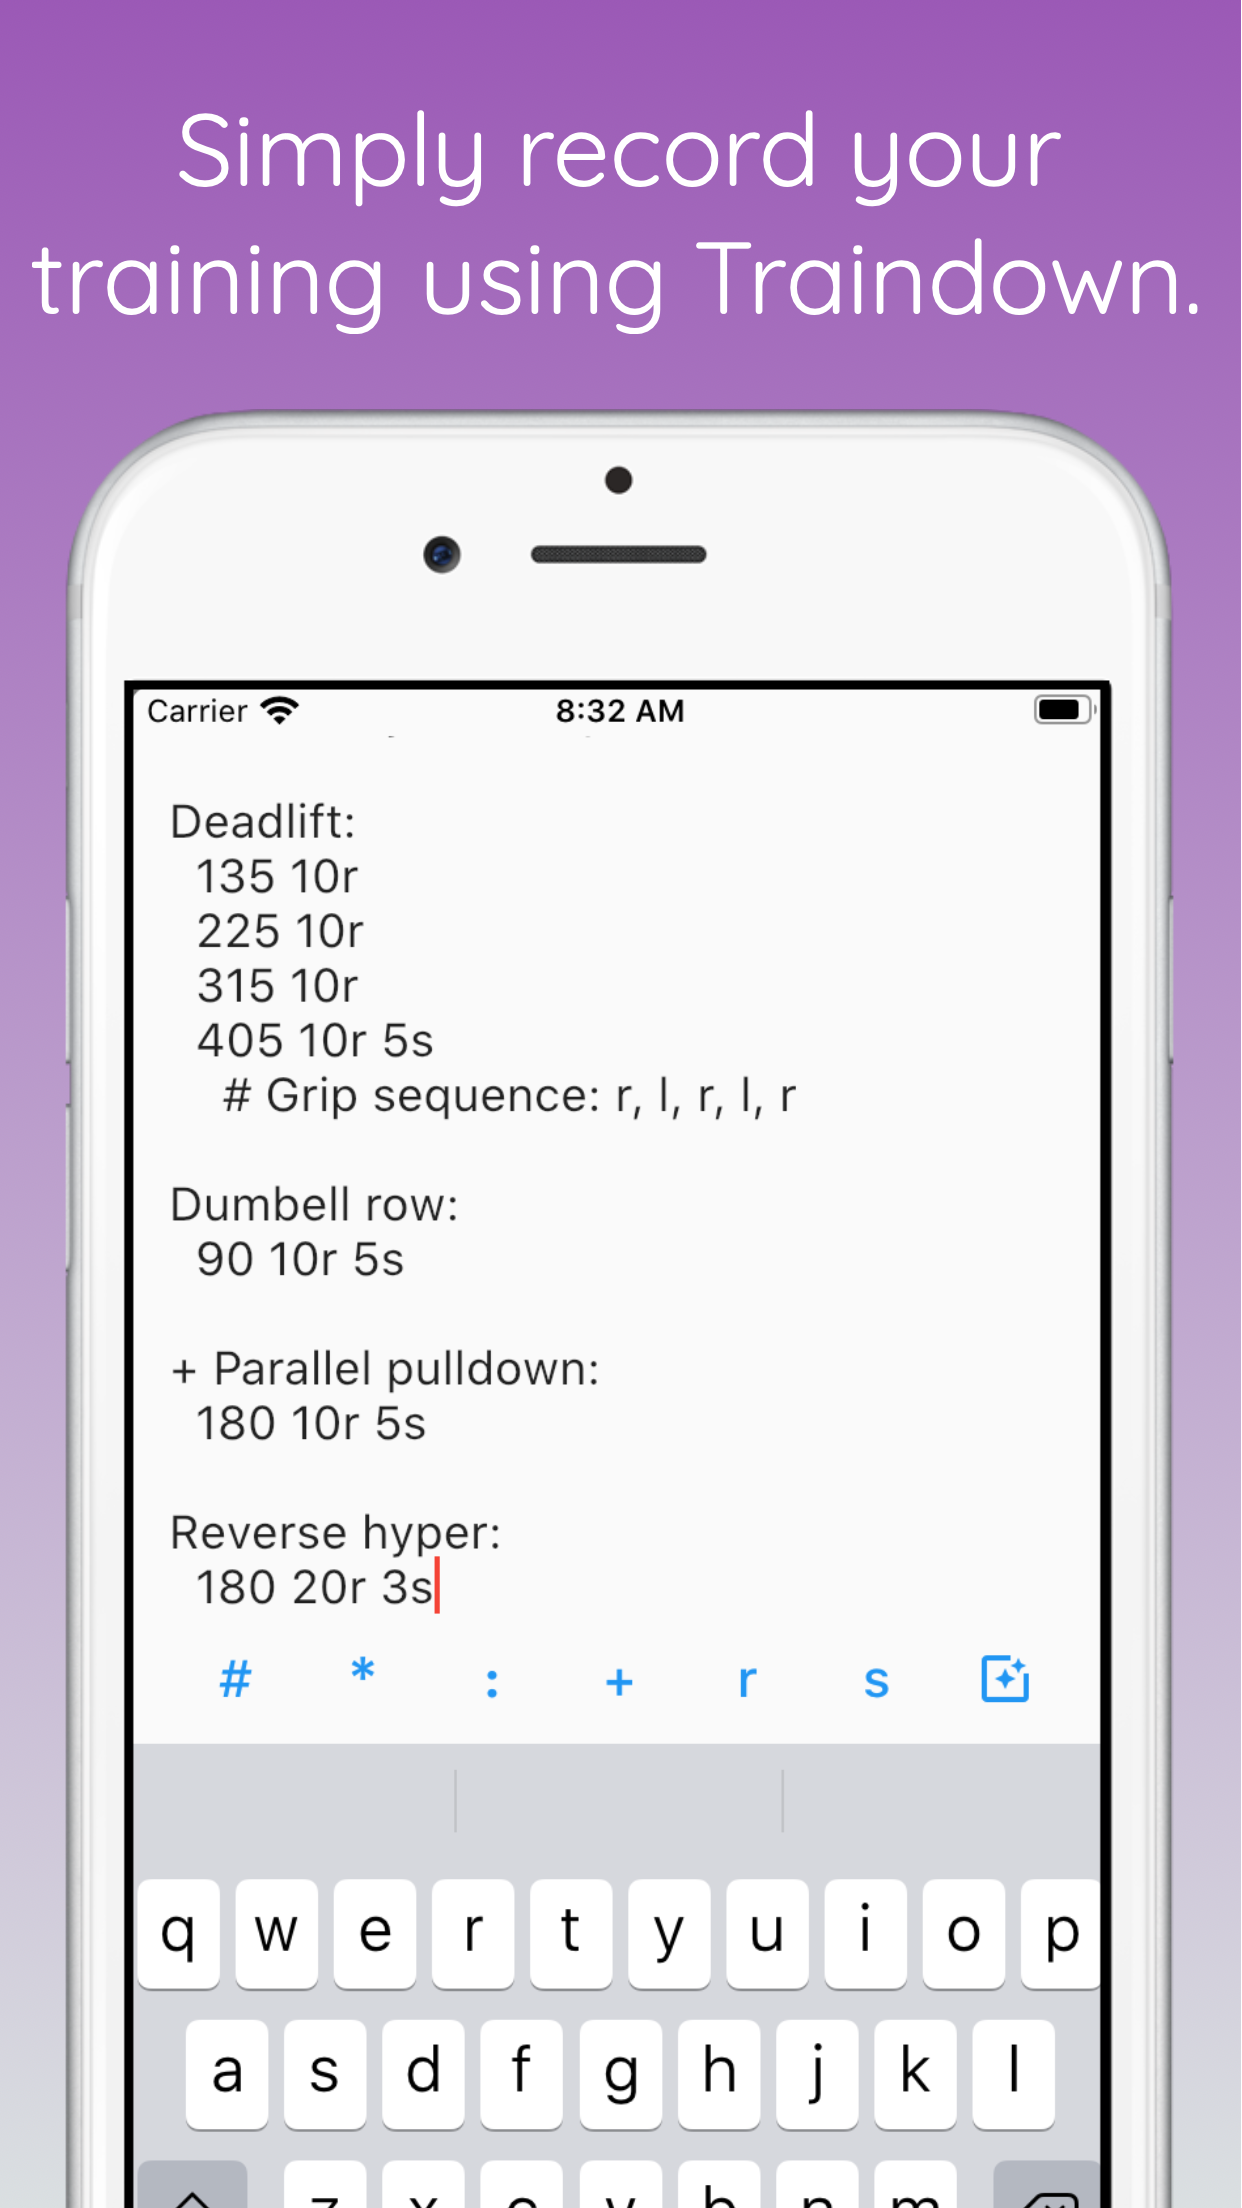 Simply record your
training using Traindown.
Carrier 8:32 AM
Deadlift:
135 10r
225 10r
315 10r
405 10r 5s
# Grip sequence: r, l, r, l, r
Dumbell row:
90 10r 5s
+ Parallel pulldown:
180 10r 5s
Reverse hyper:
180 20r 3s
# * : + r s
q w e r t y u i o p
a s d f g h j k l
z x c v b n m